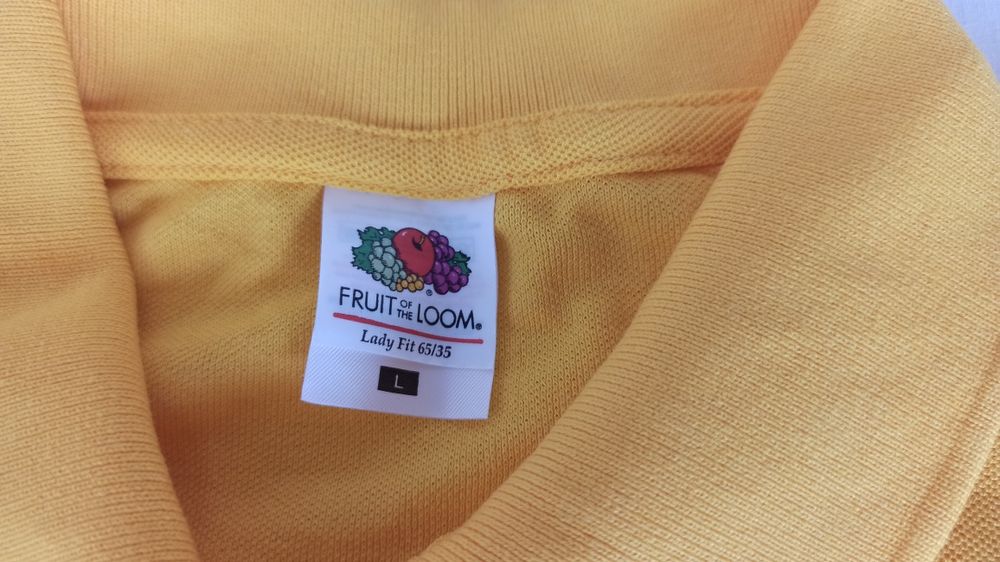 FRUIT OF THE LOOM®
Lady Fit 65/35
L